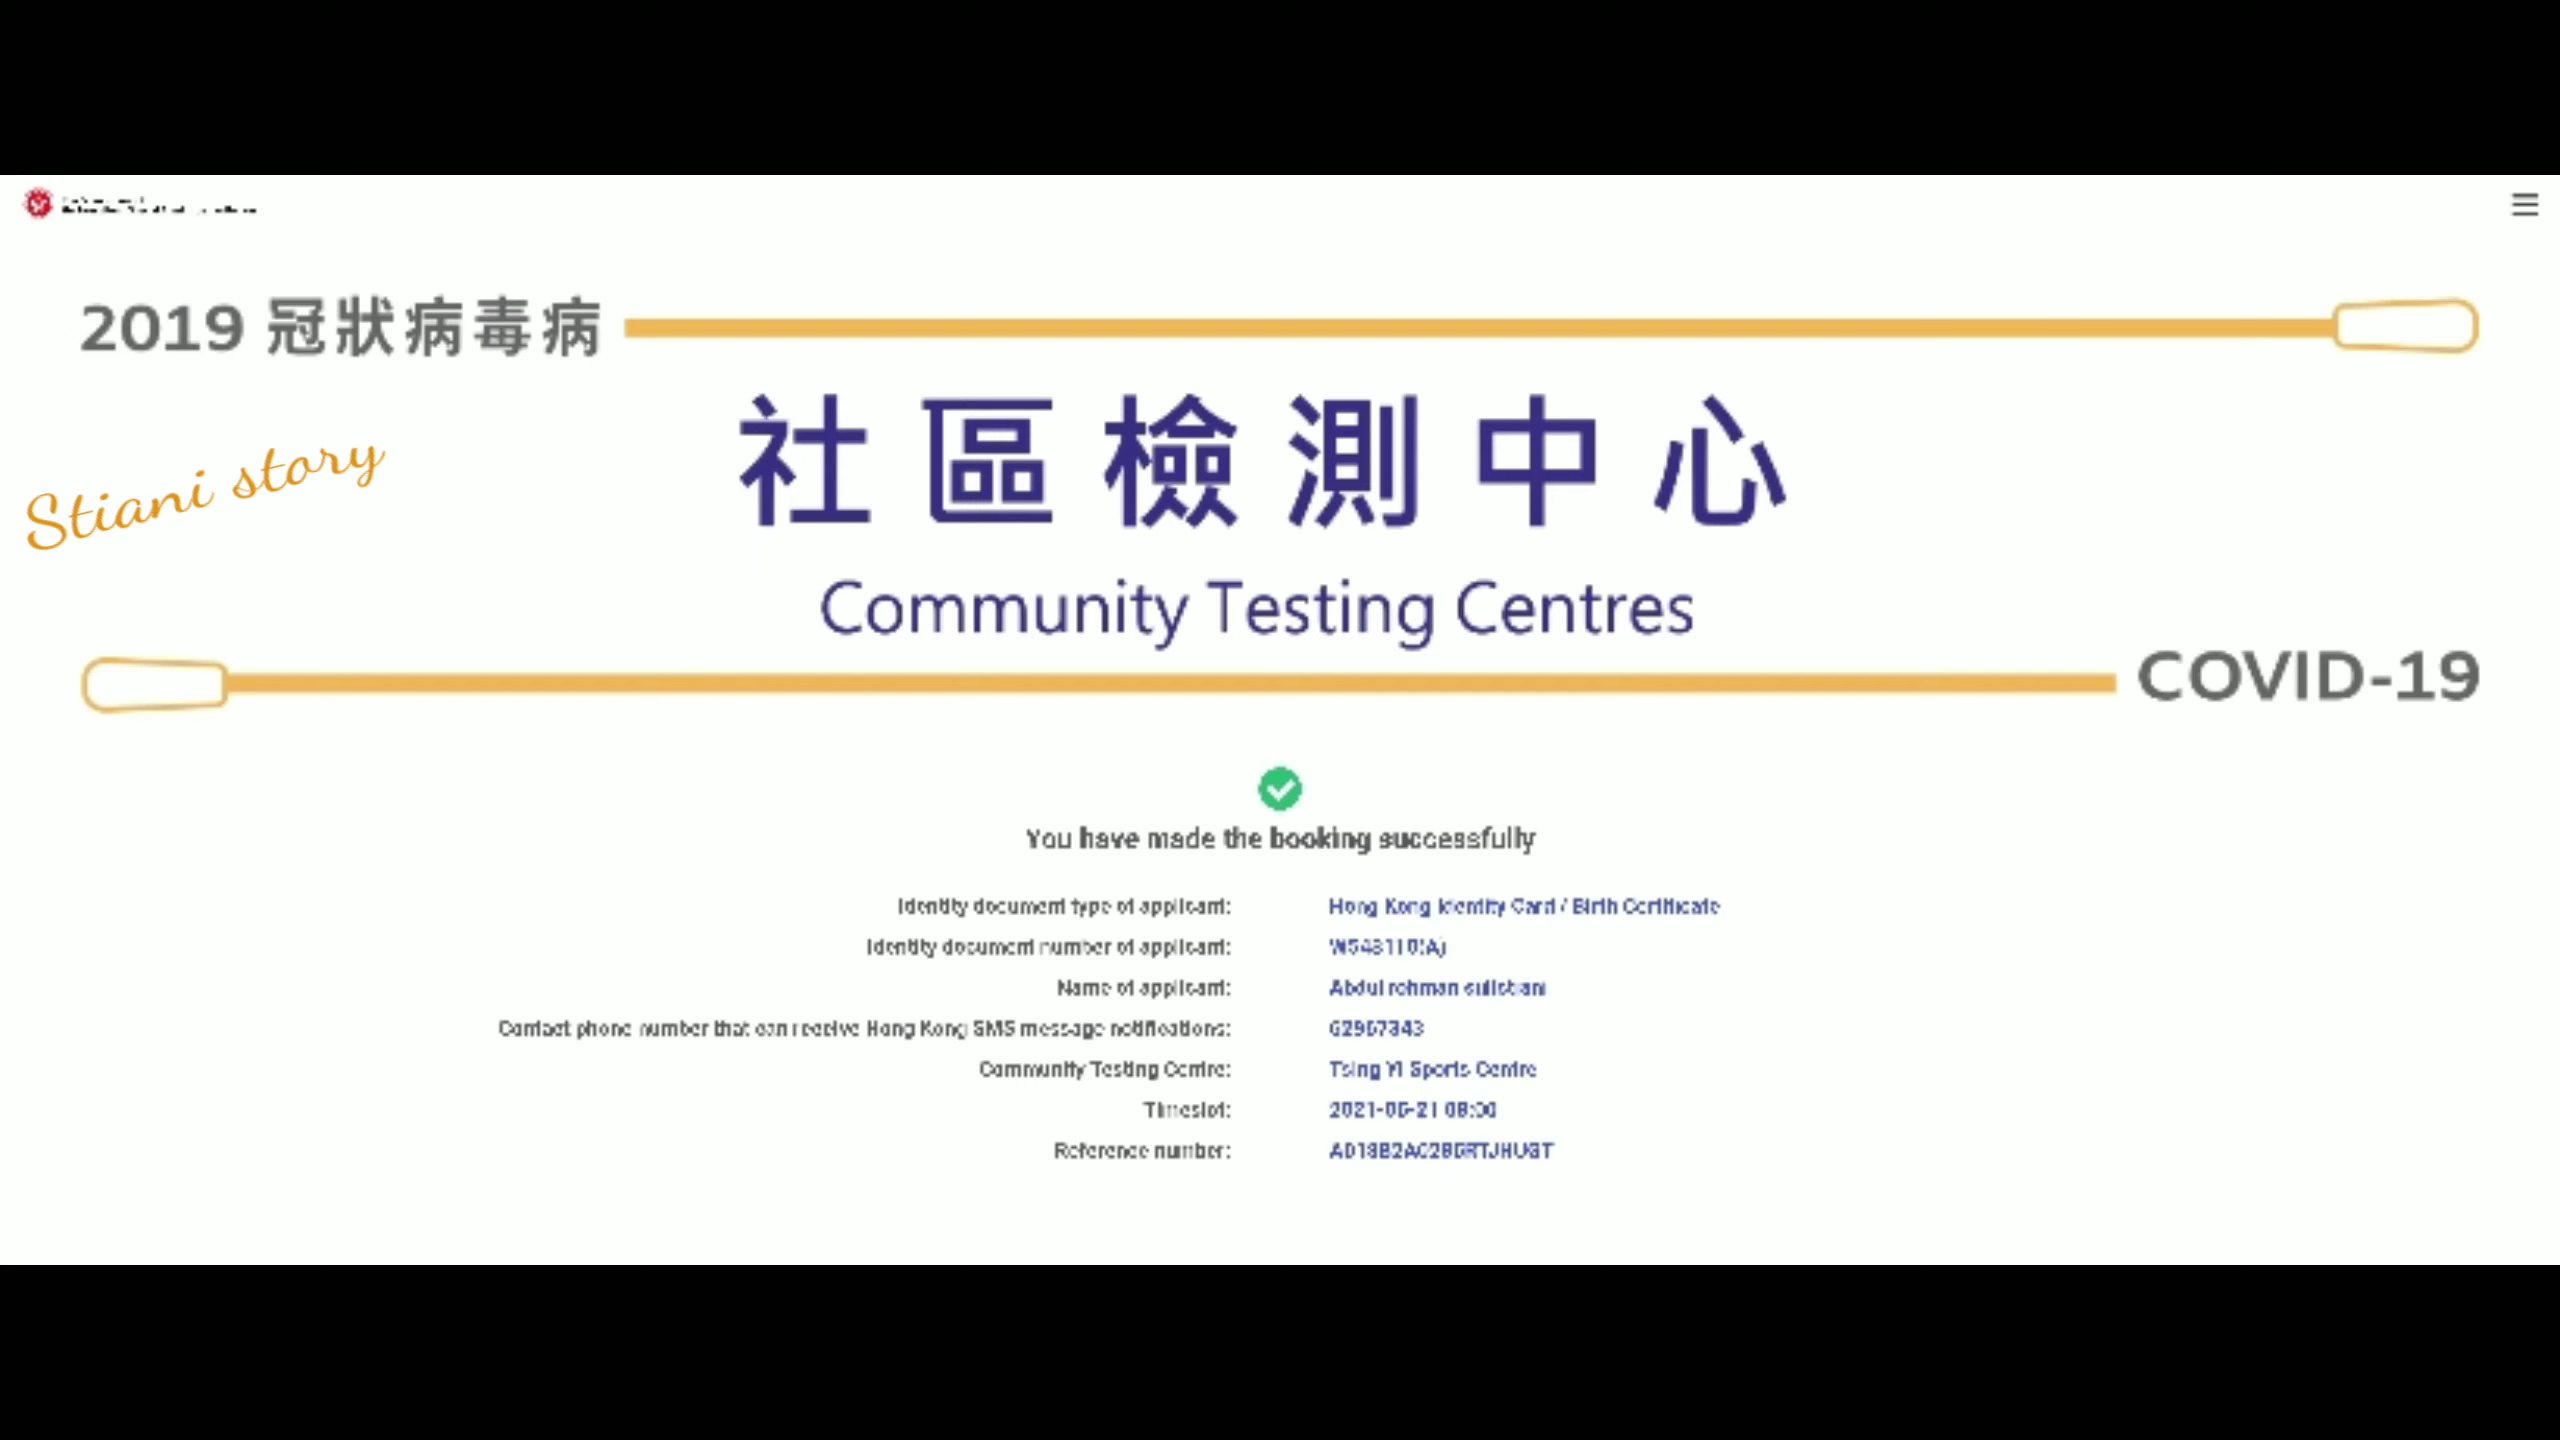 2019 冠狀病毒病
社區檢測中心
Stiani story
Community Testing Centres
COVID-19
You have made the booking successfully
Identity document type of applicant: Hong Kong Identity Card / Birth Certificate
Identity document number of applicant:
Name of applicant: Abdul rohman sulistiani
Contact phone number that can receive Hong Kong SMS message notifications:
Community Testing Centre: Tsing Yi Sports Centre
Timeslot:
Reference number: